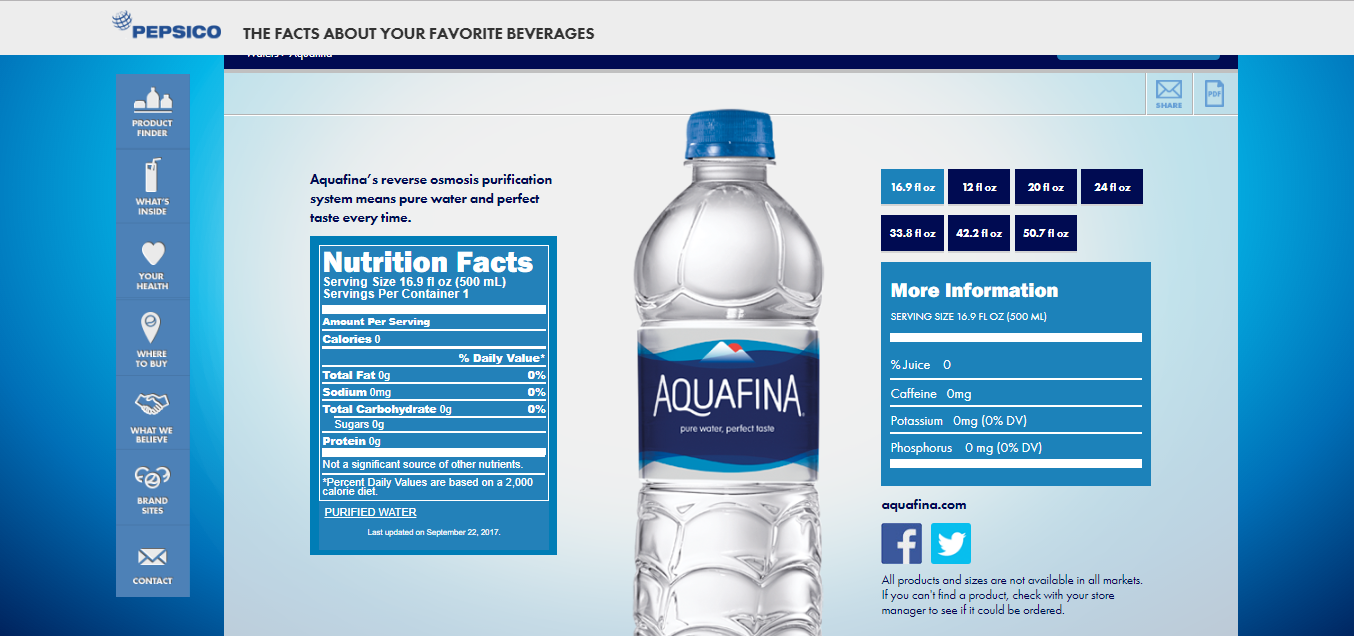 PEPSICO
THE FACTS ABOUT YOUR FAVORITE BEVERAGES
Waters> Aquafina
PRODUCT
FINDER
WHAT'S
INSIDE
YOUR
HEALTH
WHERE
TO BUY
WHAT WE
BELIEVE
BRAND
SITES
CONTACT
SHARE
PDF
Aquafina's reverse osmosis purification
system means pure water and perfect
taste every time.
Nutrition Facts
Serving Size 16.9 fl oz (500 mL)
Servings Per Container 1
Amount Per Serving
Calories 0
% Daily Value*
Total Fat 0g 0%
Sodium 0mg 0%
Total Carbohydrate 0g 0%
Sugars 0g
Protein 0g
Not a significant source of other nutrients.
*Percent Daily Values are based on a 2,000
calorie diet.
PURIFIED WATER
Last updated on September 22, 2017.
AQUAFINA
pure water, perfect taste
16.9 fl oz 12 fl oz 20 fl oz 24 fl oz
33.8 fl oz 42.2 fl oz 50.7 fl oz
More Information
SERVING SIZE 16.9 FL OZ (500 ML)
% Juice 0
Caffeine 0mg
Potassium 0mg (0% DV)
Phosphorus 0 mg (0% DV)
aquafina.com
All products and sizes are not available in all markets.
If you can't find a product, check with your store
manager to see if it could be ordered.